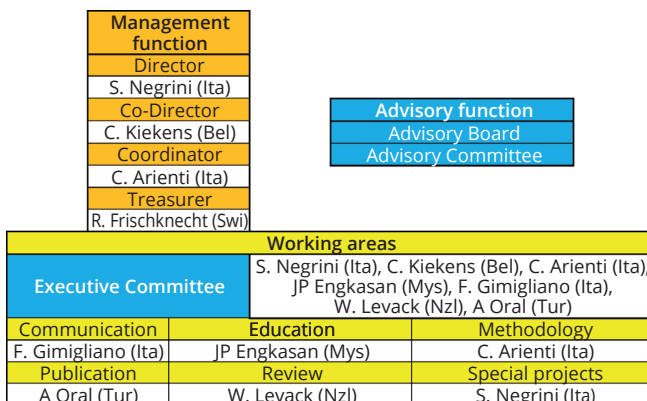 Management
function
Director
S. Negrini (Ita)
Co-Director
C. Kiekens (Bel)
Coordinator
C. Arienti (Ita)
Treasurer
R. Frischknecht (Swi)
Advisory function
Advisory Board
Advisory Committee
Working areas
Executive Committee
S. Negrini (Ita), C. Kiekens (Bel), C. Arienti (Ita),
JP Engkasan (Mys), F. Gimigliano (Ita),
W. Levack (Nzl), A Oral (Tur)
Communication Education Methodology
F. Gimigliano (Ita) JP Engkasan (Mys) C. Arienti (Ita)
Publication Review Special projects
A Oral (Tur) W. Levack (Nzl) S. Negrini (Ita)